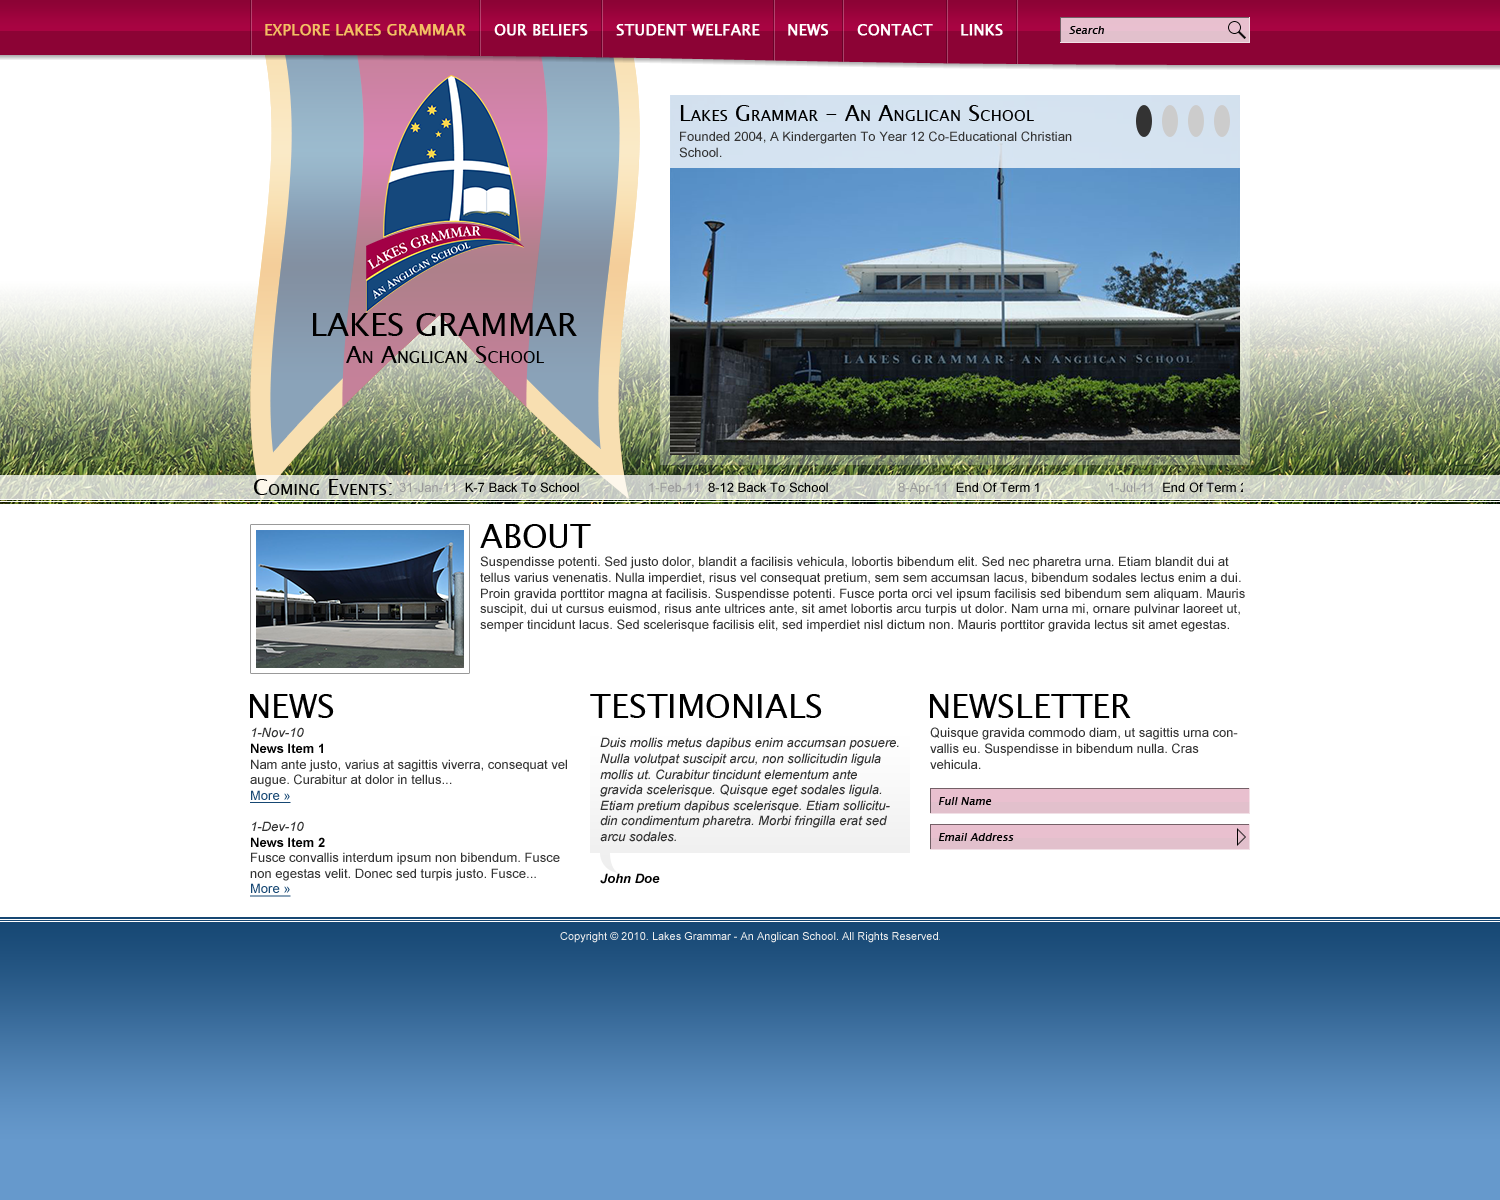 EXPLORE LAKES GRAMMAR
OUR BELIEFS
STUDENT WELFARE
NEWS
CONTACT
LINKS
Search
LAKES GRAMMAR
AN ANGLICAN SCHOOL
LAKES GRAMMAR
AN ANGLICAN SCHOOL
LAKES GRAMMAR – AN ANGLICAN SCHOOL
Founded 2004, A Kindergarten To Year 12 Co-Educational Christian
School.
LAKES GRAMMAR - AN ANGLICAN SCHOOL
COMING EVENTS: 31-Jan-11 K-7 Back To School 1-Feb-11 8-12 Back To School 8-Apr-11 End Of Term 1 1-Jul-11 End Of Term 2
ABOUT
Suspendisse potenti. Sed justo dolor, blandit a facilisis vehicula, lobortis bibendum elit. Sed nec pharetra urna. Etiam blandit dui at
tellus varius venenatis. Nulla imperdiet, risus vel consequat pretium, sem sem accumsan lacus, bibendum sodales lectus enim a dui.
Proin gravida porttitor magna at facilisis. Suspendisse potenti. Fusce porta orci vel ipsum facilisis sed bibendum sem aliquam. Mauris
suscipit, dui ut cursus euismod, risus ante ultrices ante, sit amet lobortis arcu turpis ut dolor. Nam urna mi, ornare pulvinar laoreet ut,
semper tincidunt lacus. Sed scelerisque facilisis elit, sed imperdiet nisl dictum non. Mauris porttitor gravida lectus sit amet egestas.
NEWS
1-Nov-10
News Item 1
Nam ante justo, varius at sagittis viverra, consequat vel
augue. Curabitur at dolor in tellus...
More »
1-Dev-10
News Item 2
Fusce convallis interdum ipsum non bibendum. Fusce
non egestas velit. Donec sed turpis justo. Fusce...
More »
TESTIMONIALS
Duis mollis metus dapibus enim accumsan posuere.
Nulla volutpat suscipit arcu, non sollicitudin ligula
mollis ut. Curabitur tincidunt elementum ante
gravida scelerisque. Quisque eget sodales ligula.
Etiam pretium dapibus scelerisque. Etiam sollicitu-
din condimentum pharetra. Morbi fringilla erat sed
arcu sodales.
John Doe
NEWSLETTER
Quisque gravida commodo diam, ut sagittis urna con-
vallis eu. Suspendisse in bibendum nulla. Cras
vehicula.
Full Name
Email Address
Copyright © 2010. Lakes Grammar - An Anglican School. All Rights Reserved.